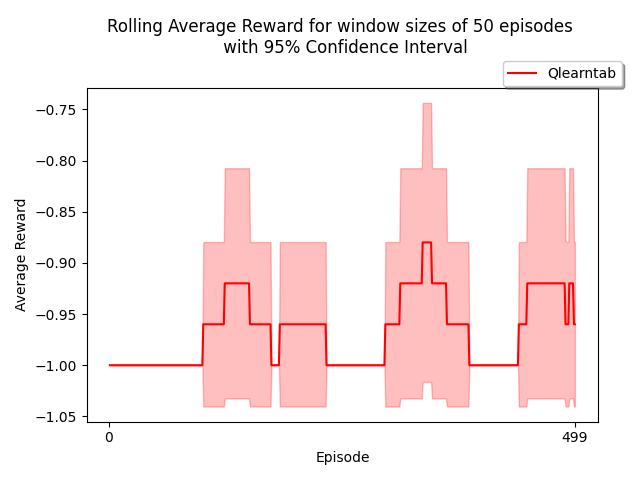 Rolling Average Reward for window sizes of 50 episodes
with 95% Confidence Interval
Qlearntab
−0.75
−0.80
−0.85
−0.90
−0.95
−1.00
−1.05
Average Reward
0
499
Episode